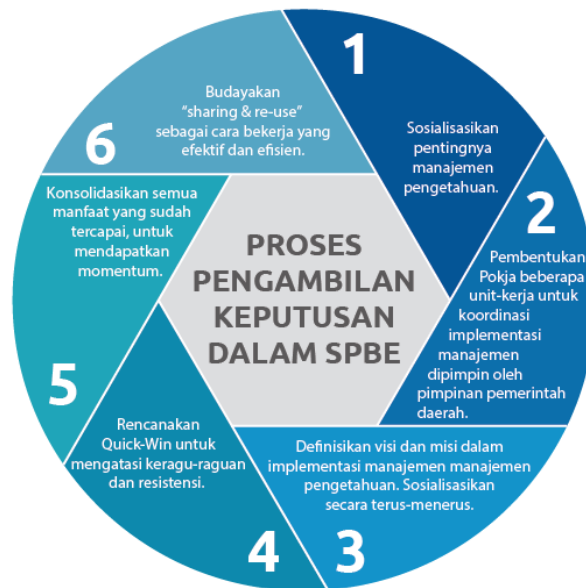 PROSES
PENGAMBILAN
KEPUTUSAN
DALAM SPBE
1
Sosialisasikan
pentingnya
manajemen
pengetahuan.
2
Pembentukan
Pokja beberapa
unit-kerja untuk
koordinasi
implementasi
manajemen
dipimpin oleh
pimpinan pemerintah
daerah.
Definisikan visi dan misi dalam
implementasi manajemen manajemen
pengetahuan. Sosialisasikan
secara terus-menerus.
3
Rencanakan
Quick-Win untuk
mengatasi keragu-raguan
dan resistensi.
4
Konsolidasikan semua
manfaat yang sudah
tercapai, untuk
mendapatkan
momentum.
5
Budayakan
“sharing & re-use”
sebagai cara bekerja yang
efektif dan efisien.
6